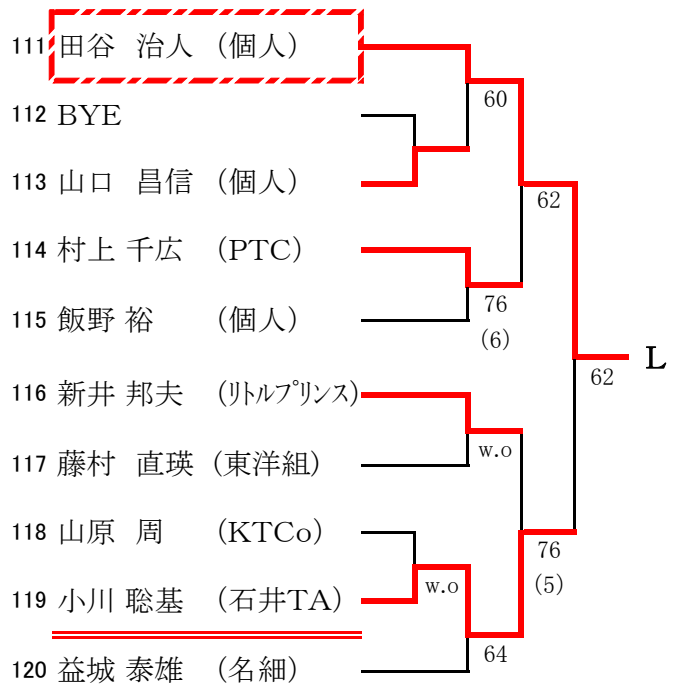 111 田谷 治人 (個人)
60
112 BYE
113 山口 昌信 (個人)
62
114 村上 千広 (PTC)
76
(6)
115 飯野 裕 (個人)
L
62
116 新井 邦夫 (リトルプリンス)
w.o
117 藤村 直瑛 (東洋組)
118 山原 周 (KTCo)
76
(5)
w.o
119 小川 聡基 (石井TA)
64
120 益城 泰雄 (名細)